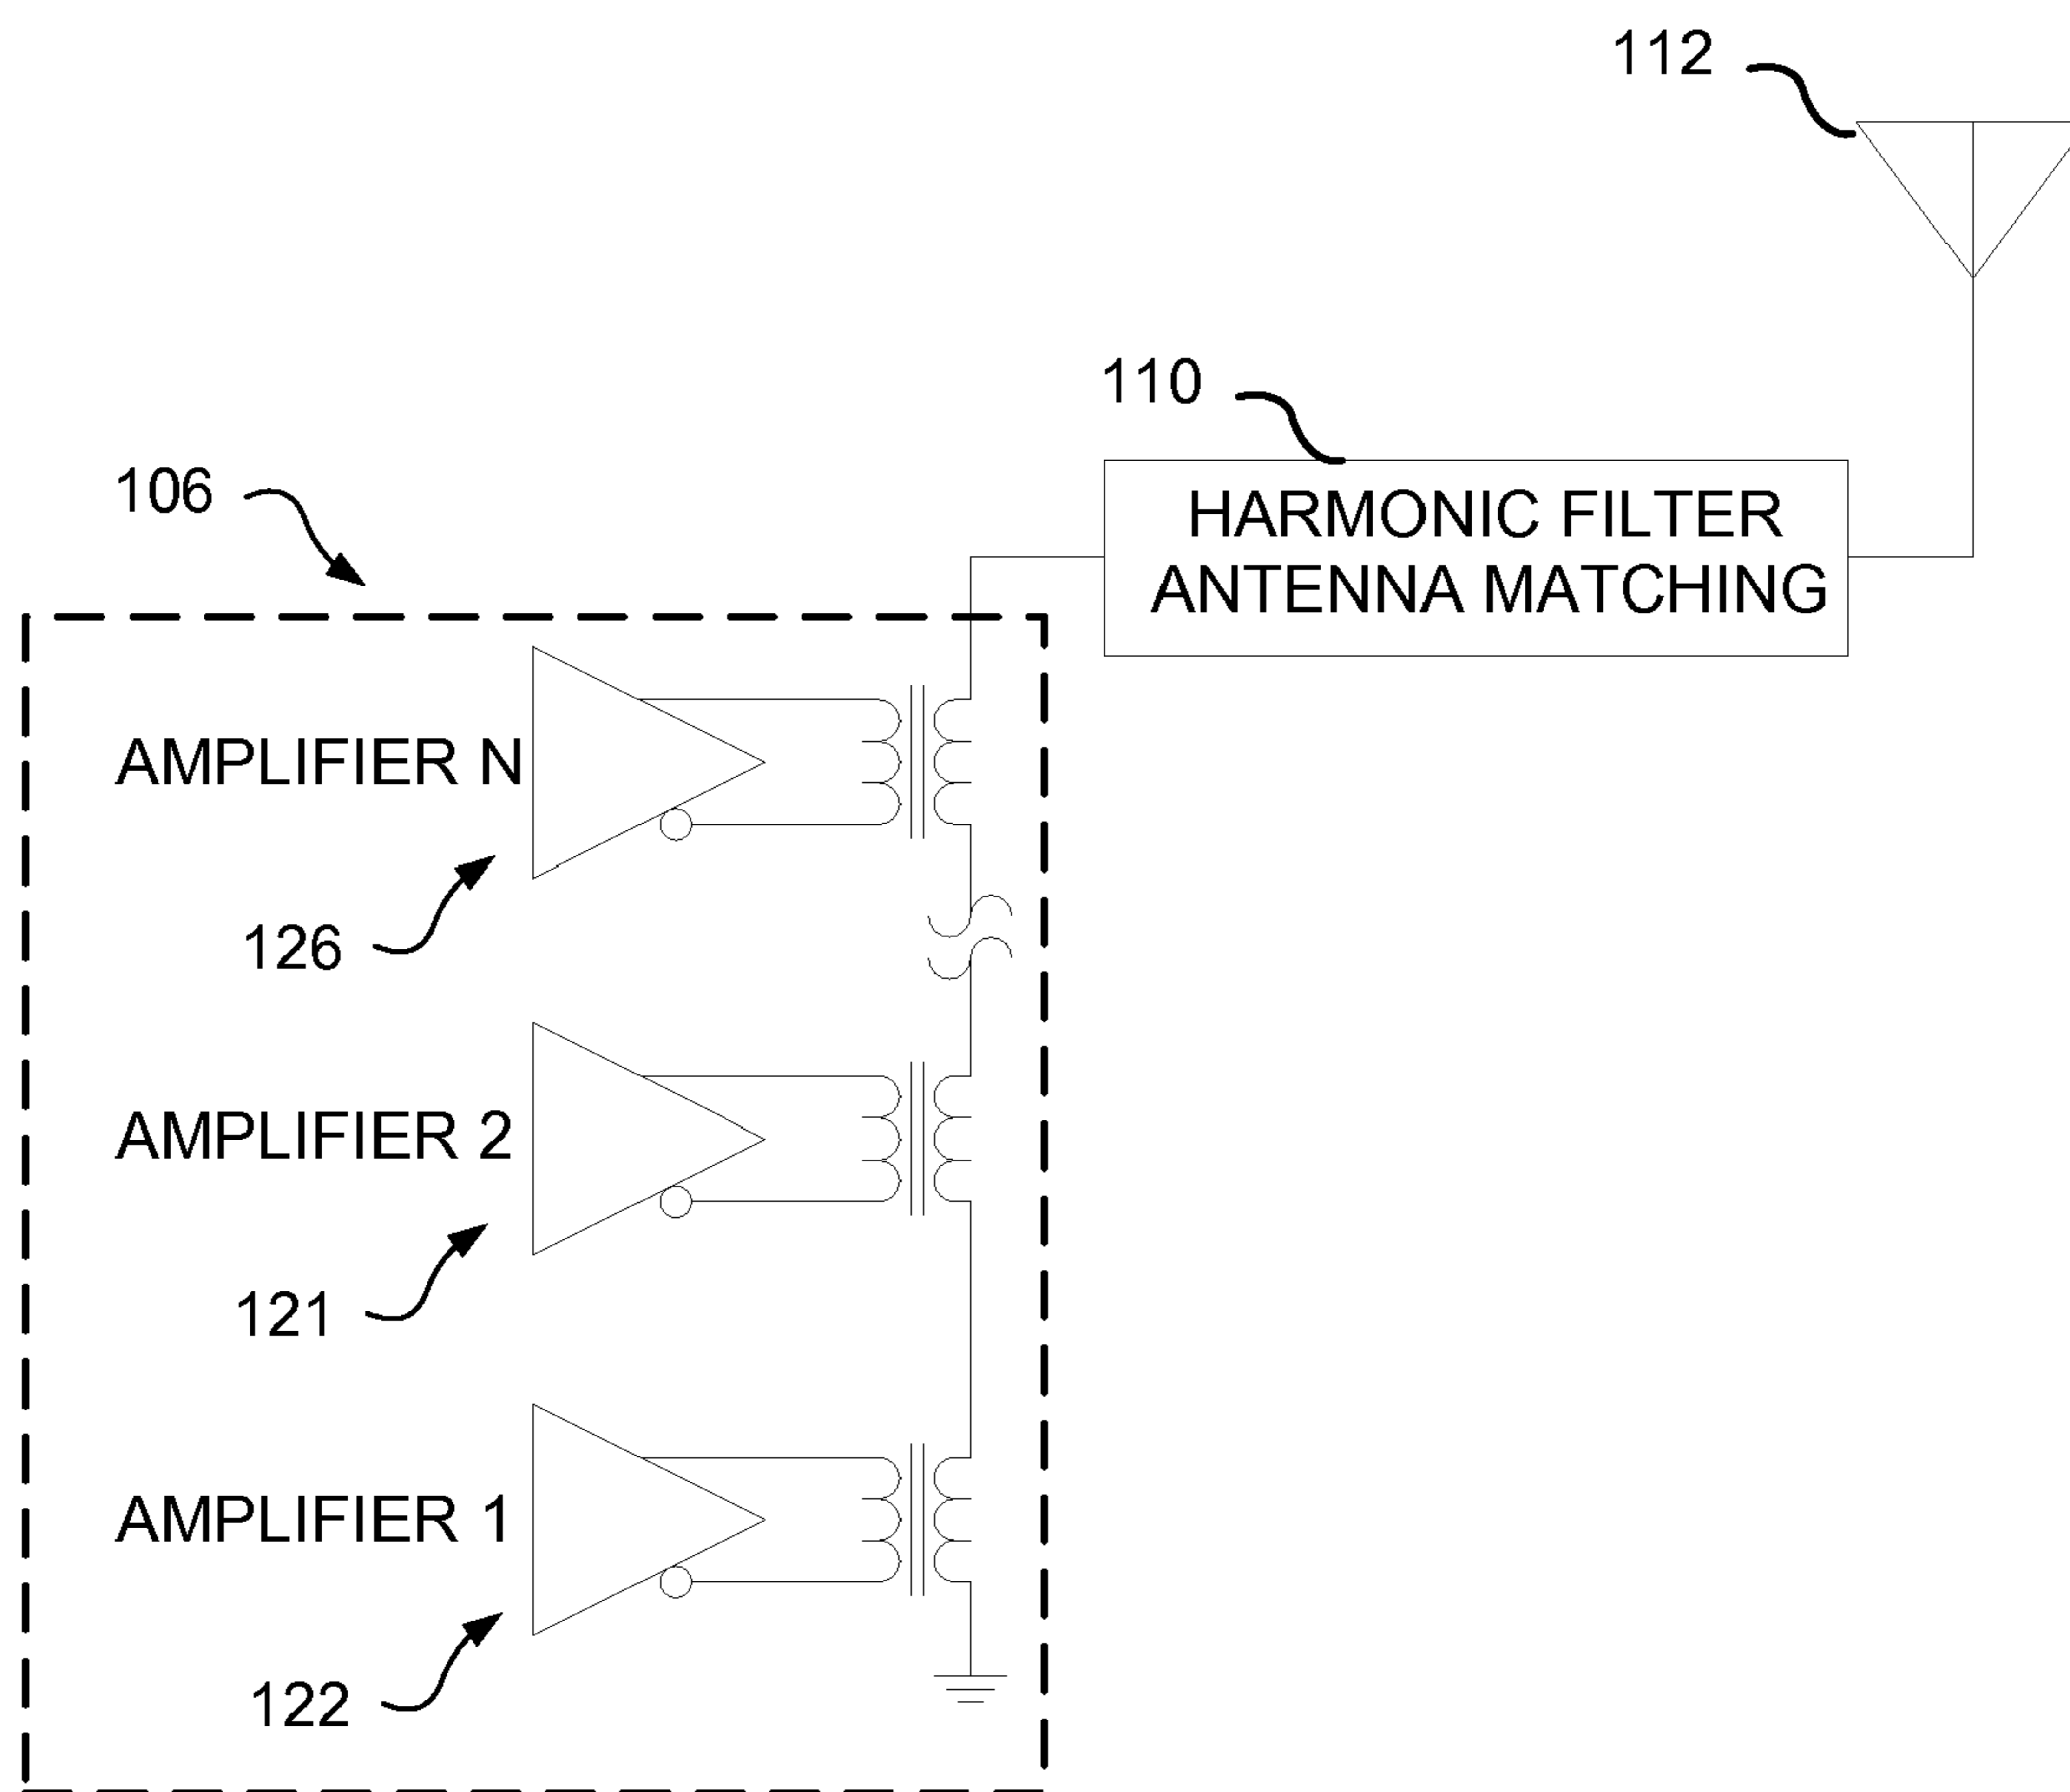 112
110
HARMONIC FILTER
ANTENNA MATCHING
106
AMPLIFIER N
126
AMPLIFIER 2
121
AMPLIFIER 1
122